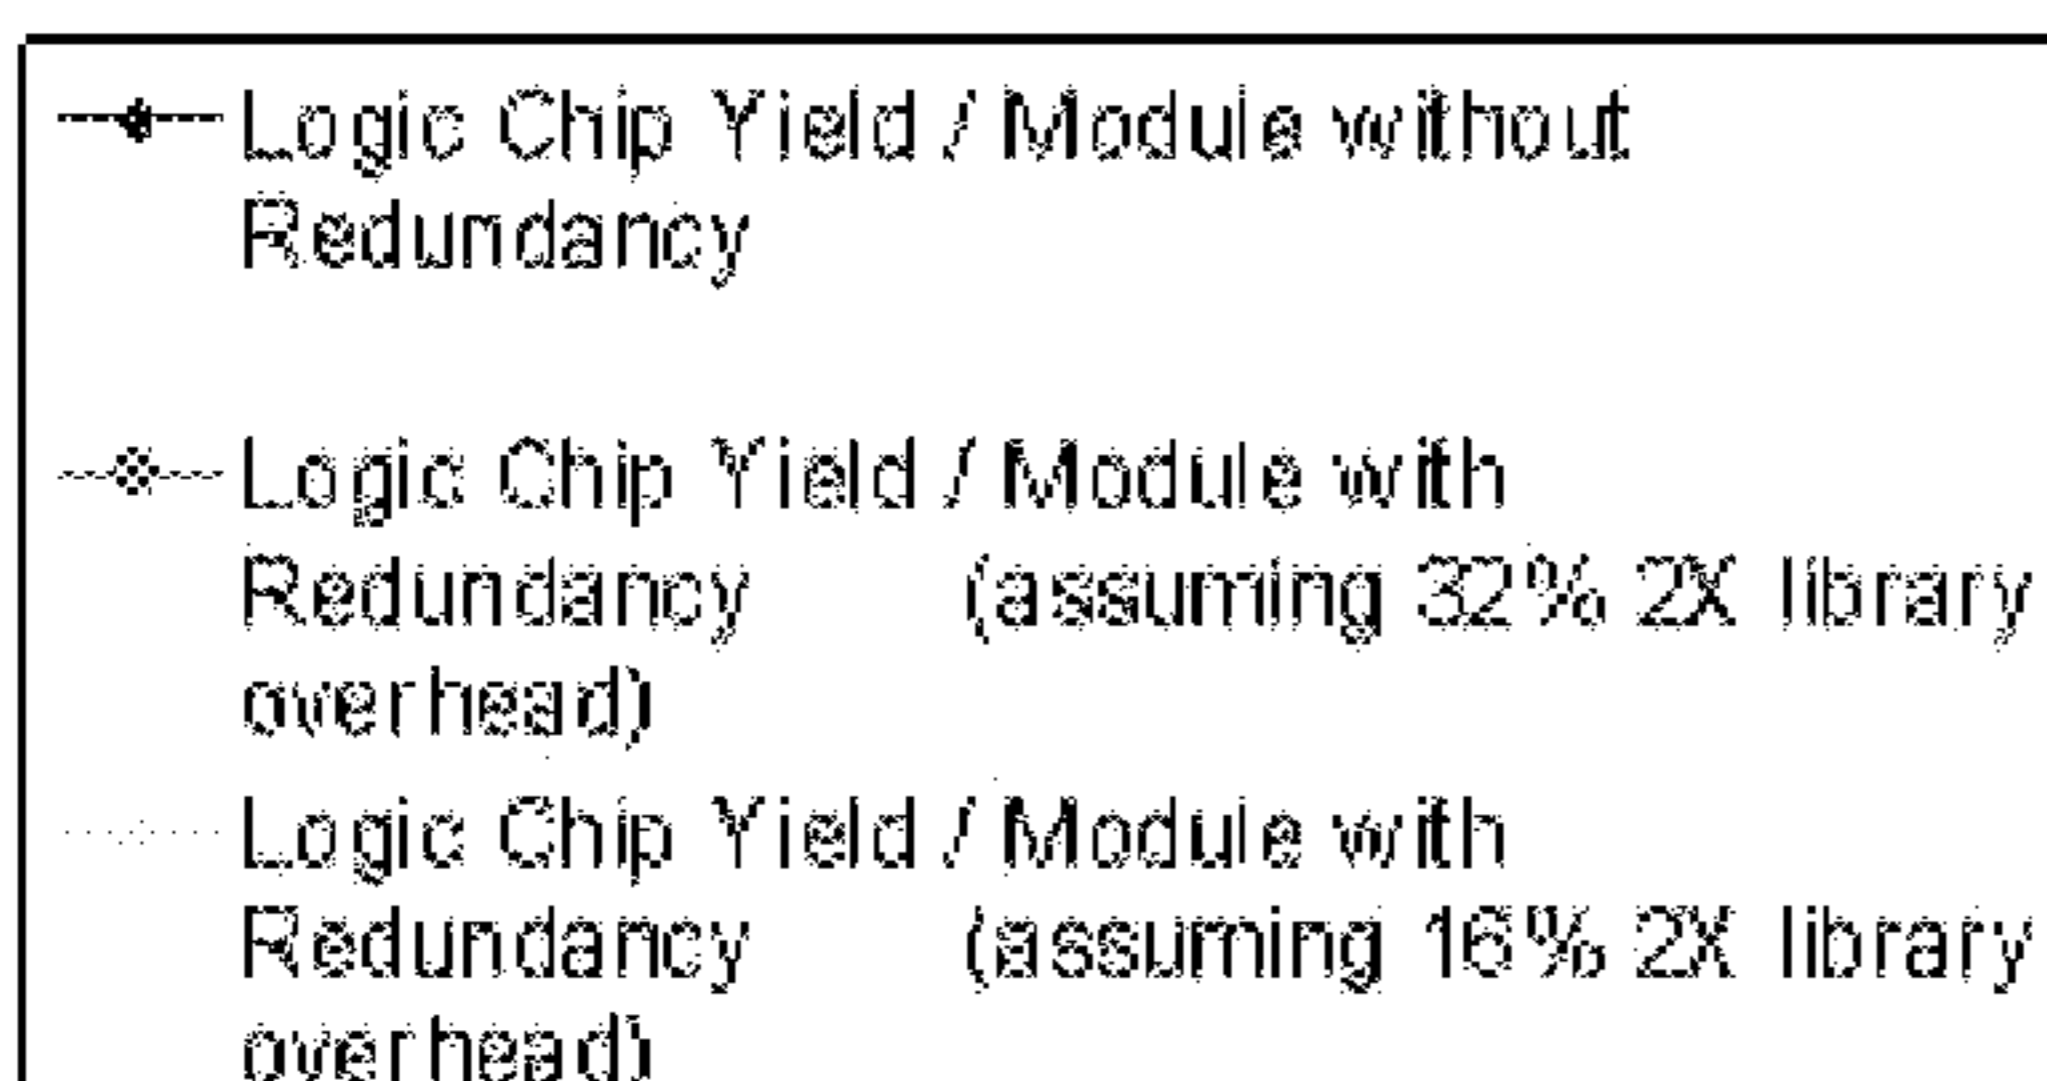 Logic Chip Yield / Module without
Redundancy
Logic Chip Yield / Module with
Redundancy (assuming 32% 2X library
overhead)
Logic Chip Yield / Module with
Redundancy (assuming 16% 2X library
overhead)